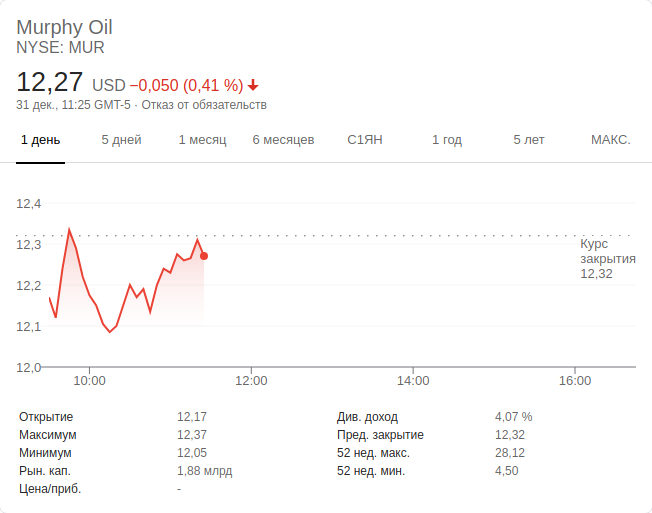 Murphy Oil
NYSE: MUR
12,27 USD −0,050 (0,41 %)
31 дек., 11:25 GMT-5 · Отказ от обязательств
1 день 5 дней 1 месяц 6 месяцев С1ЯН 1 год 5 лет МАКС.
12,4
12,3
12,2
12,1
12,0
Курс
закрытия
12,32
10:00 12:00 14:00 16:00
Открытие 12,17 Див. доход 4,07 %
Максимум 12,37 Пред. закрытие 12,32
Минимум 12,05 52 нед. макс. 28,12
Рын. кап. 1,88 млрд 52 нед. мин. 4,50
Цена/приб. -